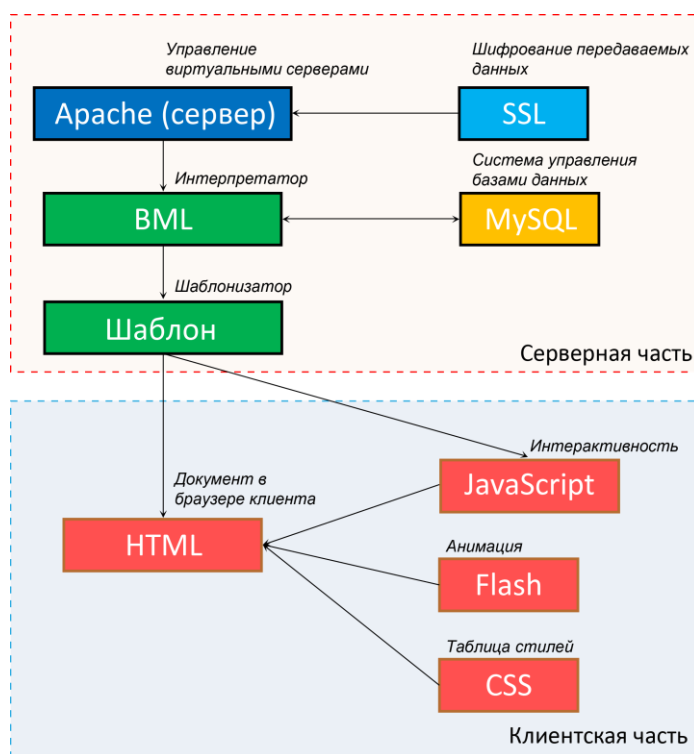 Управление
виртуальными серверами
Шифрование передаваемых
данных
Apache (сервер)
SSL
Интерпретатор
Система управления
базами данных
BML
MySQL
Шаблонизатор
Шаблон
Серверная часть
Интерактивность
Документ в
браузере клиента
JavaScript
HTML
Анимация
Flash
Таблица стилей
CSS
Клиентская часть